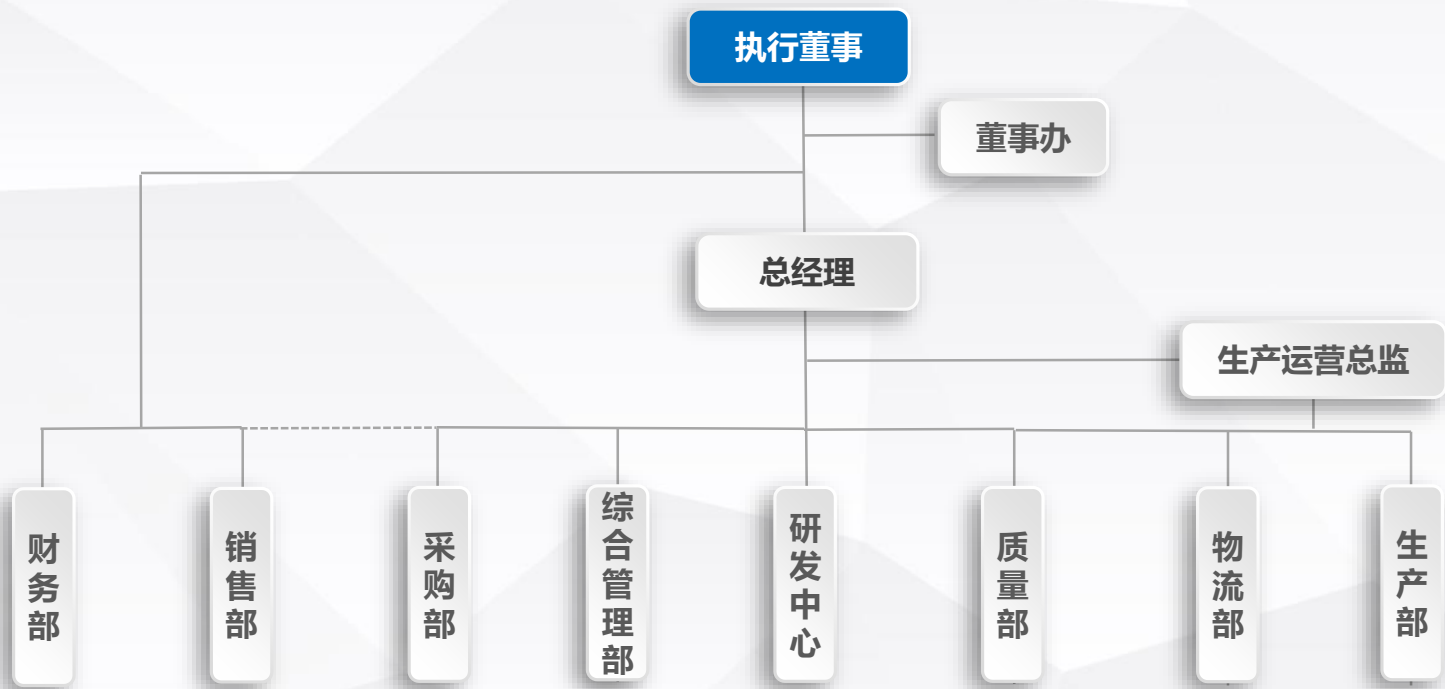 执行董事
董事办
总经理
生产运营总监
财务部
销售部
采购部
综合管理部
研发中心
质量部
物流部
生产部